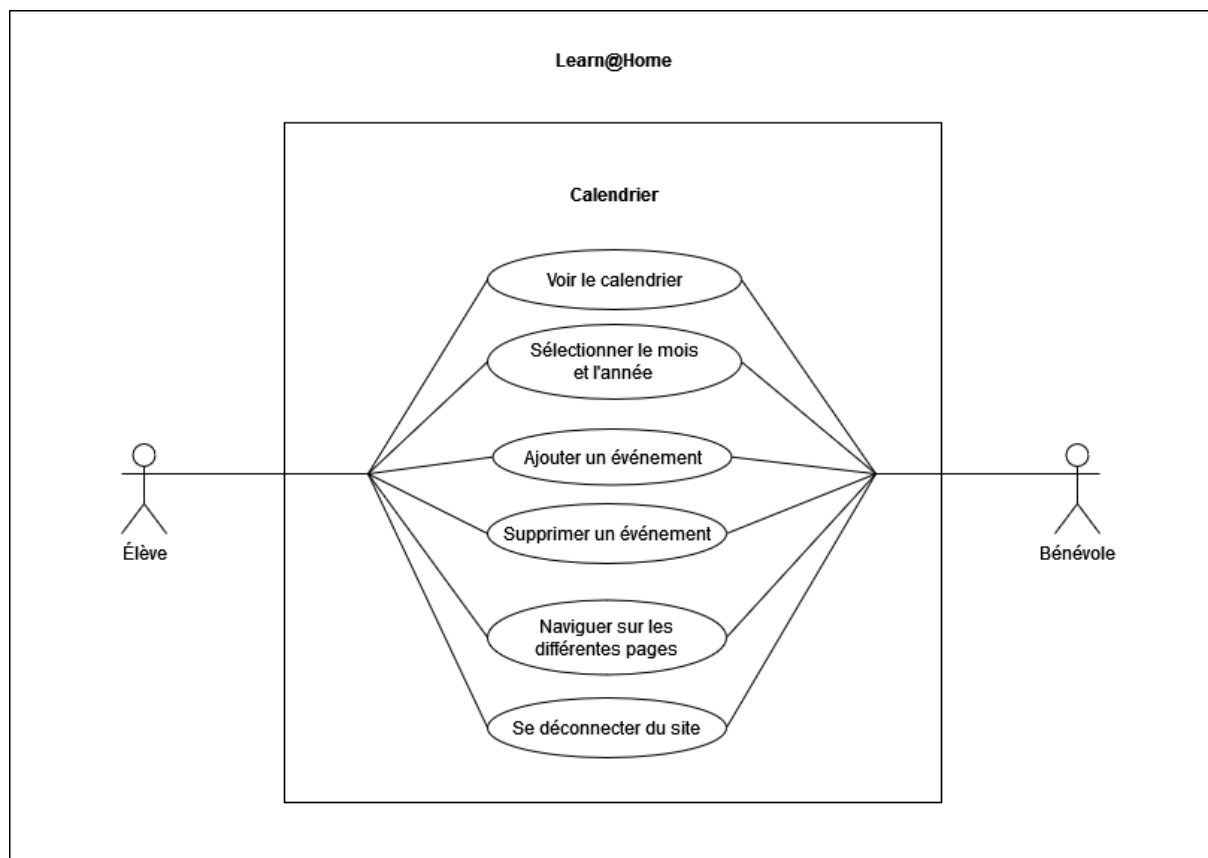 Learn@Home
Calendrier
Voir le calendrier
Sélectionner le mois
et l'année
Ajouter un événement
Supprimer un événement
Élève
Bénévole
Naviguer sur les
différentes pages
Se déconnecter du site